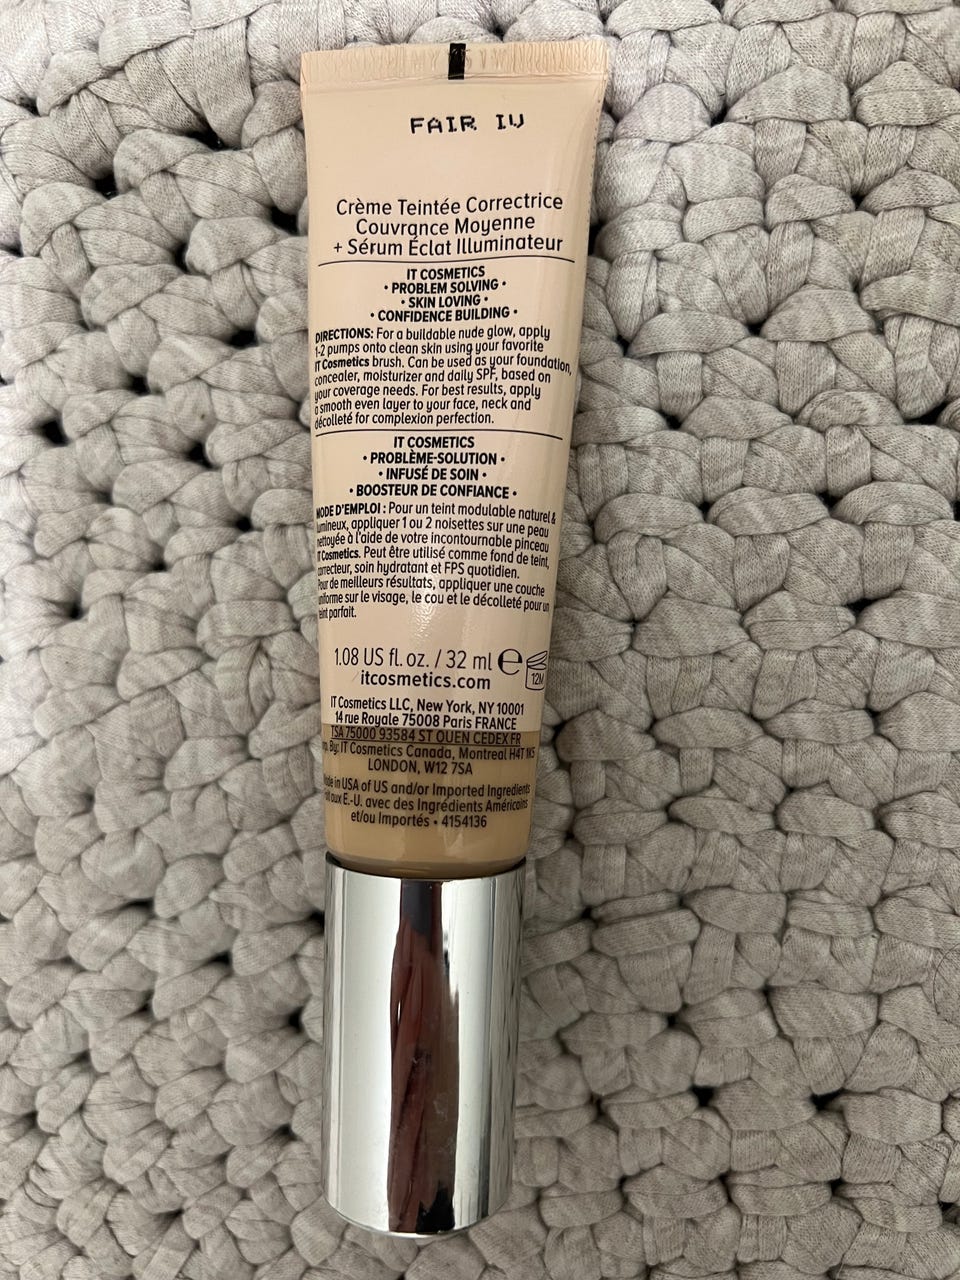 FAIR IV
Crème Teintée Correctrice
Couvrance Moyenne
+ Sérum Éclat Illuminateur
IT COSMETICS
• PROBLEM SOLVING •
• SKIN LOVING •
• CONFIDENCE BUILDING •
DIRECTIONS: For a buildable nude glow, apply
1-2 pumps onto clean skin using your favorite
IT Cosmetics brush. Can be used as your foundation,
concealer, moisturizer and daily SPF, based on
your coverage needs. For best results, apply
a smooth even layer to your face, neck and
décolleté for complexion perfection.
IT COSMETICS
• PROBLÈME-SOLUTION •
• INFUSÉ DE SOIN •
• BOOSTEUR DE CONFIANCE •
MODE D'EMPLOI : Pour un teint modulable naturel &
lumineux, appliquer 1 ou 2 noisettes sur une peau
nettoyée à l'aide de votre incontournable pinceau
IT Cosmetics. Peut être utilisé comme fond de teint,
correcteur, soin hydratant et FPS quotidien.
Pour de meilleurs résultats, appliquer une couche
uniforme sur le visage, le cou et le décolleté pour un
teint parfait.
1.08 US fl. oz. / 32 ml e 12M
itcosmetics.com
IT Cosmetics LLC, New York, NY 10001
14 rue Royale 75008 Paris FRANCE
TSA 75000 93584 ST OUEN CEDEX FR
By: IT Cosmetics Canada, Montreal H4T 1K5
LONDON, W12 7SA
Made in USA of US and/or Imported Ingredients
aux E.-U. avec des Ingrédients Américains
et/ou Importés • 4154136